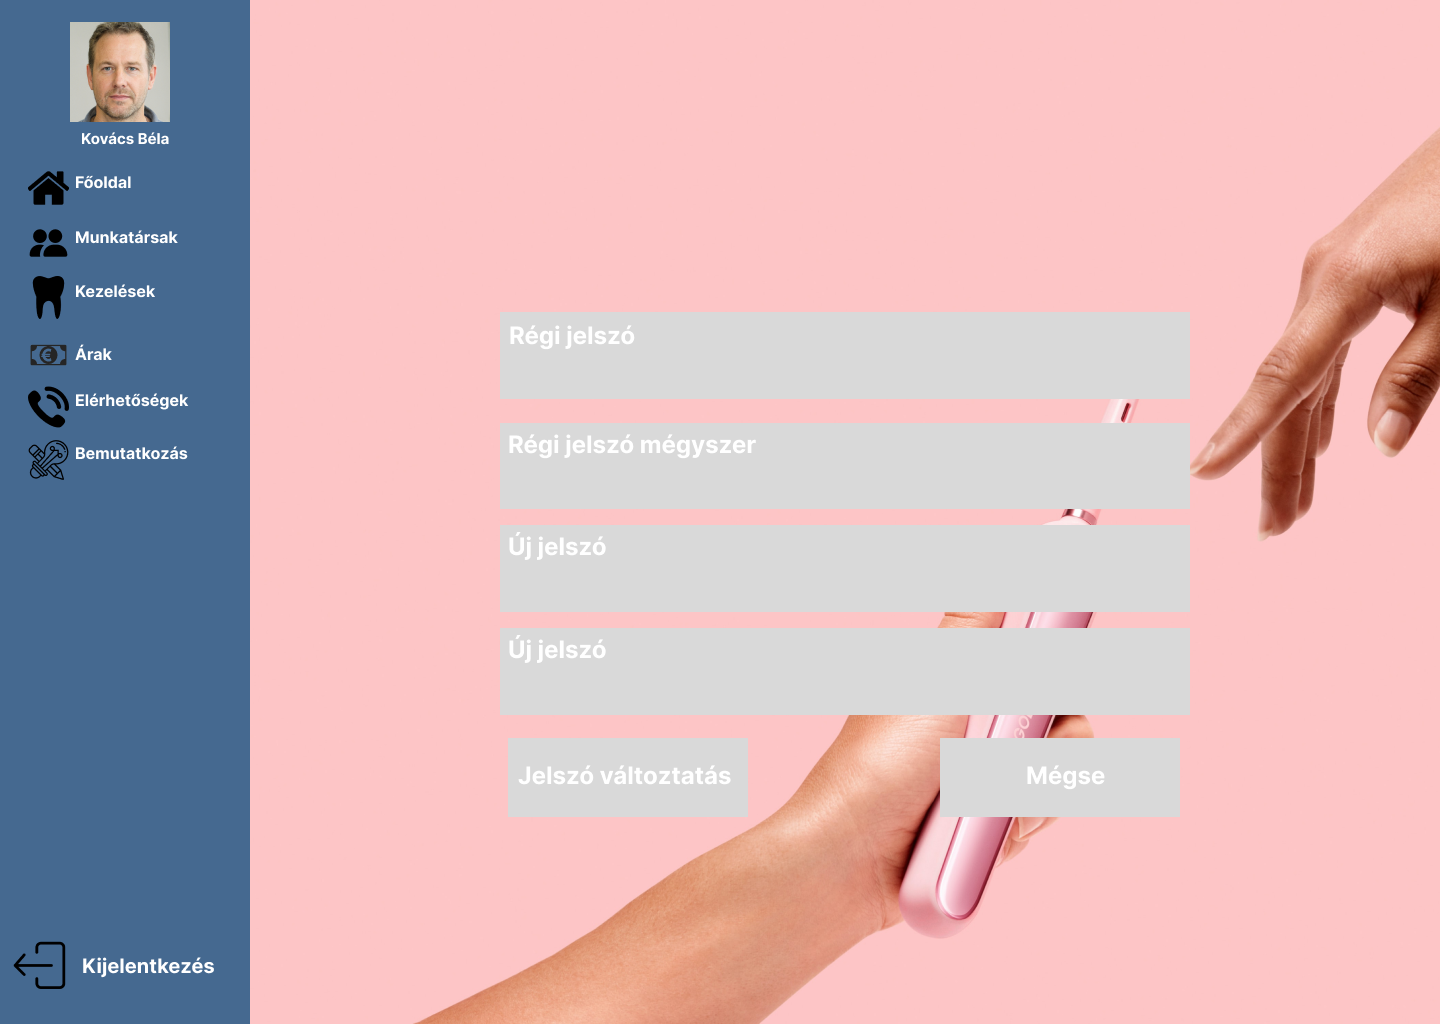 Kovács Béla
Főoldal
Munkatársak
Kezelések
Árak
Elérhetőségek
Bemutatkozás
Kijelentkezés
Régi jelszó
Régi jelszó mégyszer
Új jelszó
Új jelszó
Jelszó változtatás
Mégse